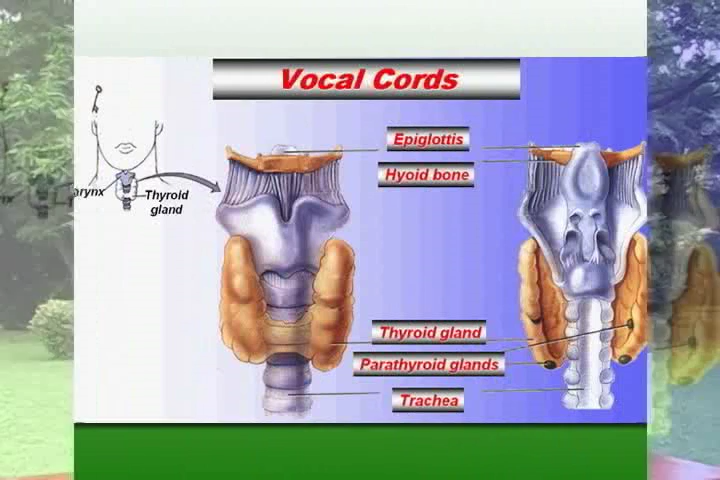 Vocal Cords
Epiglottis
Hyoid bone
Thyroid
gland
Thyroid gland
Parathyroid glands
Trachea